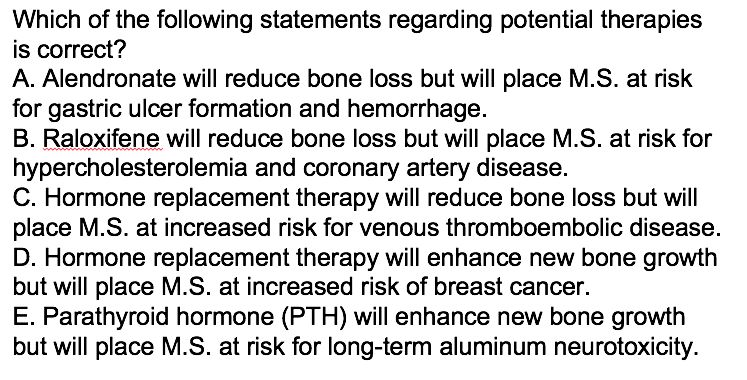 Which of the following statements regarding potential therapies
is correct?
A. Alendronate will reduce bone loss but will place M.S. at risk
for gastric ulcer formation and hemorrhage.
B. Raloxifene will reduce bone loss but will place M.S. at risk for
hypercholesterolemia and coronary artery disease.
C. Hormone replacement therapy will reduce bone loss but will
place M.S. at increased risk for venous thromboembolic disease.
D. Hormone replacement therapy will enhance new bone growth
but will place M.S. at increased risk of breast cancer.
E. Parathyroid hormone (PTH) will enhance new bone growth
but will place M.S. at risk for long-term aluminum neurotoxicity.